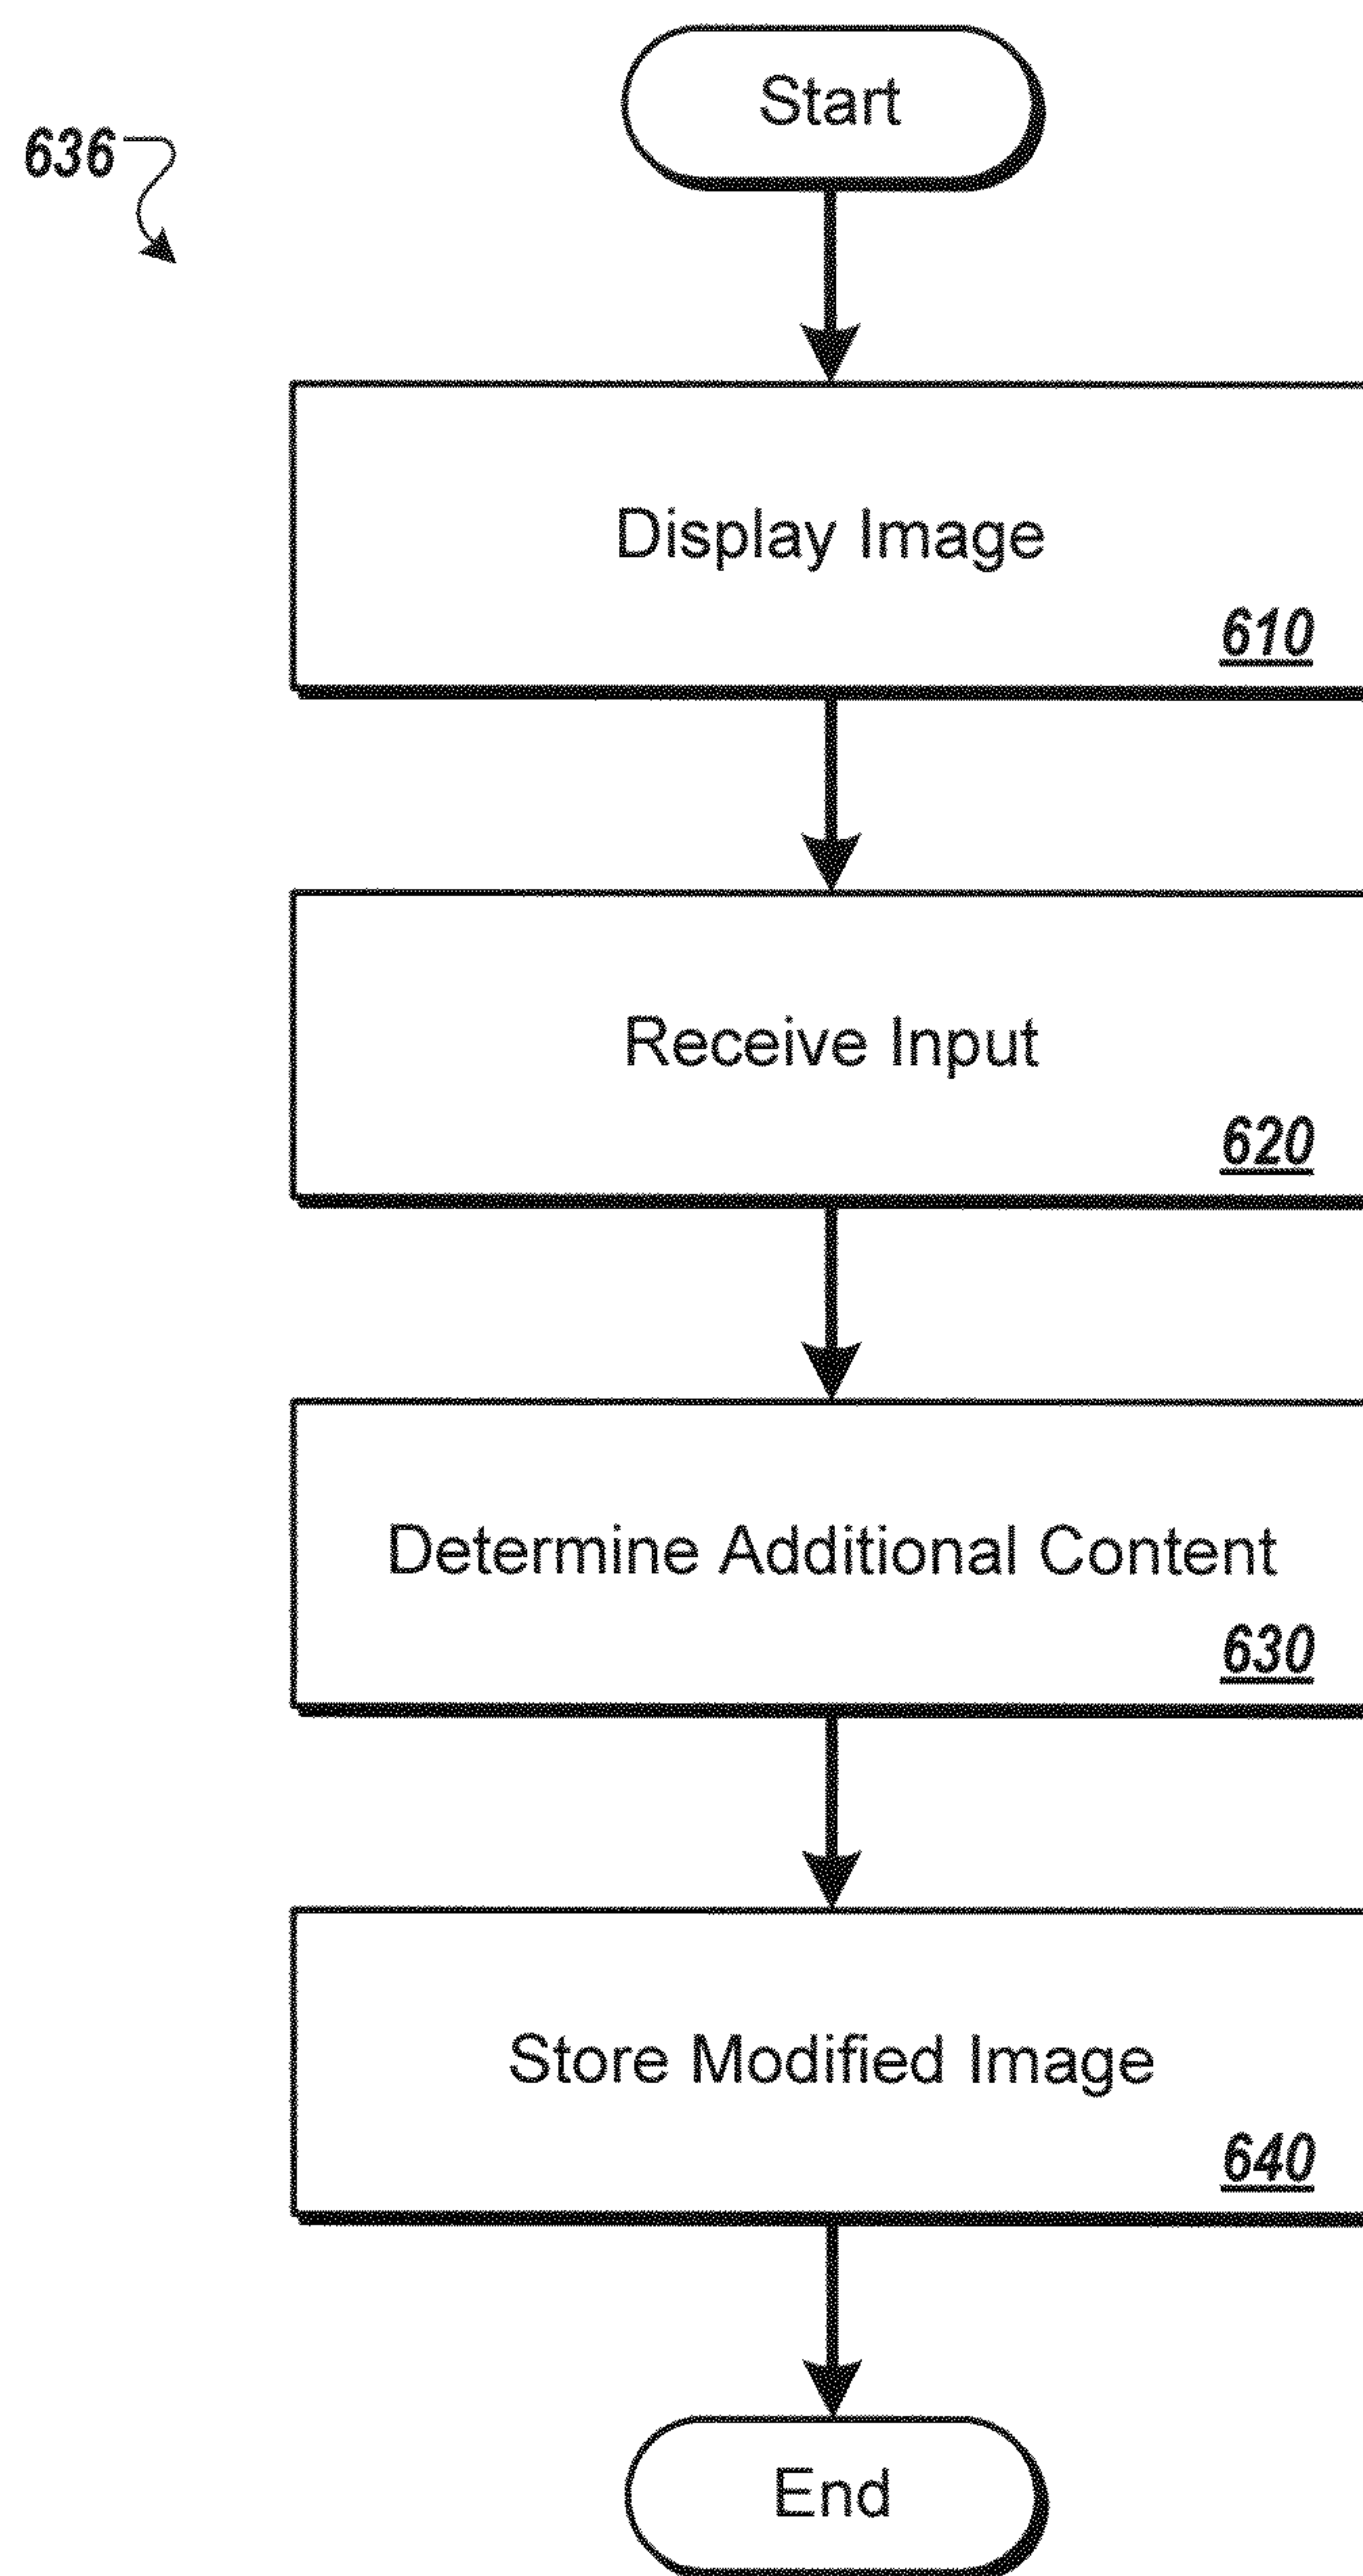 Start
636
Display Image
610
Receive Input
620
Determine Additional Content
630
Store Modified Image
640
End